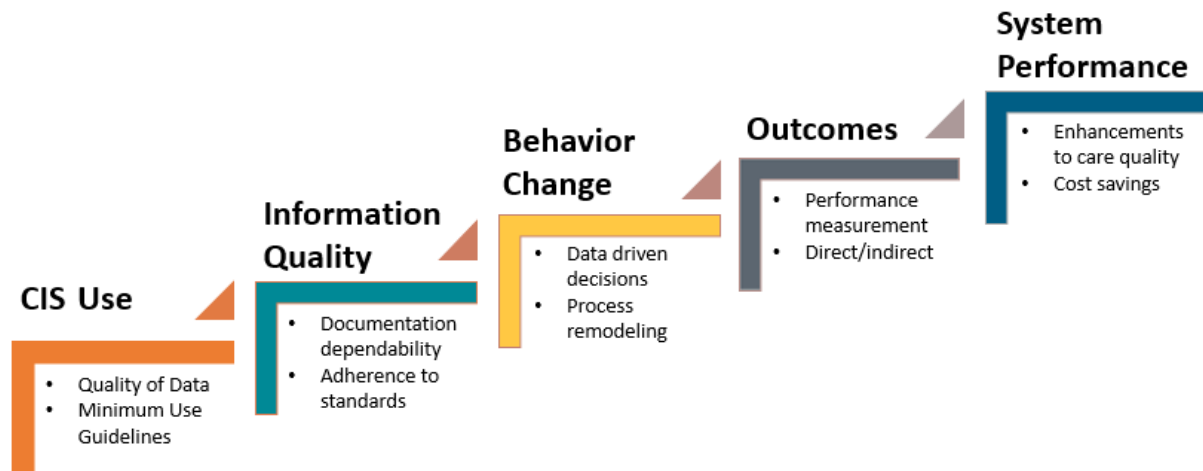 CIS Use
• Quality of Data
• Minimum Use
Guidelines
Information
Quality
• Documentation
dependability
• Adherence to
standards
Behavior
Change
• Data driven
decisions
• Process
remodeling
Outcomes
• Performance
measurement
• Direct/indirect
System
Performance
• Enhancements
to care quality
• Cost savings